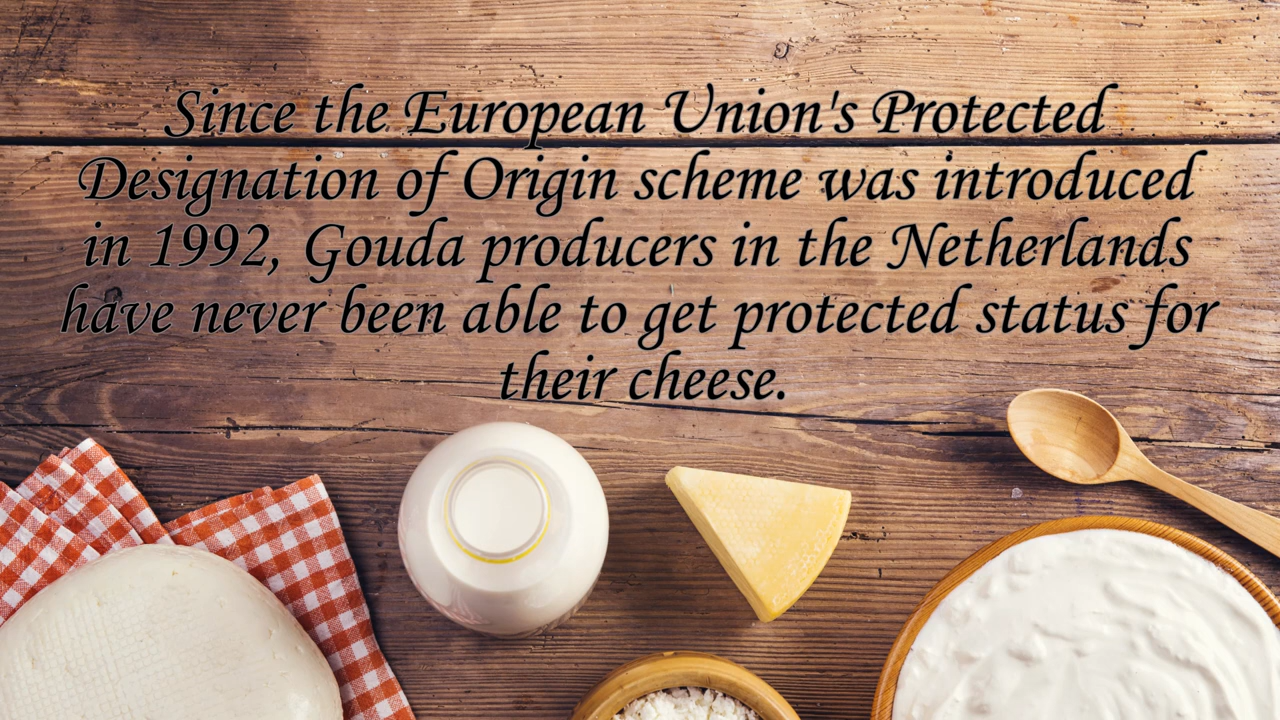 Since the European Union's Protected
Designation of Origin scheme was introduced
in 1992, Gouda producers in the Netherlands
have never been able to get protected status for
their cheese.